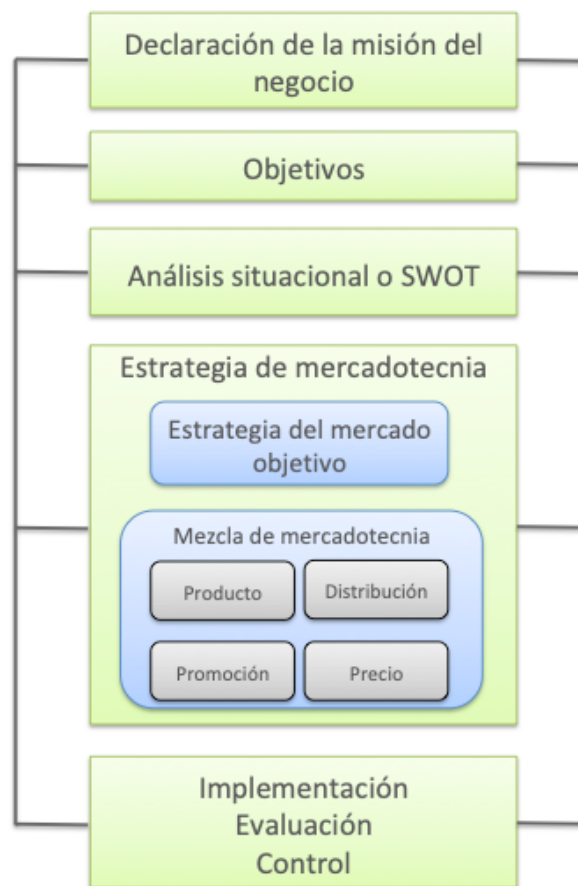 Declaración de la misión del
negocio
Objetivos
Análisis situacional o SWOT
Estrategia de mercadotecnia
Estrategia del mercado
objetivo
Mezcla de mercadotecnia
Producto
Distribución
Promoción
Precio
Implementación
Evaluación
Control